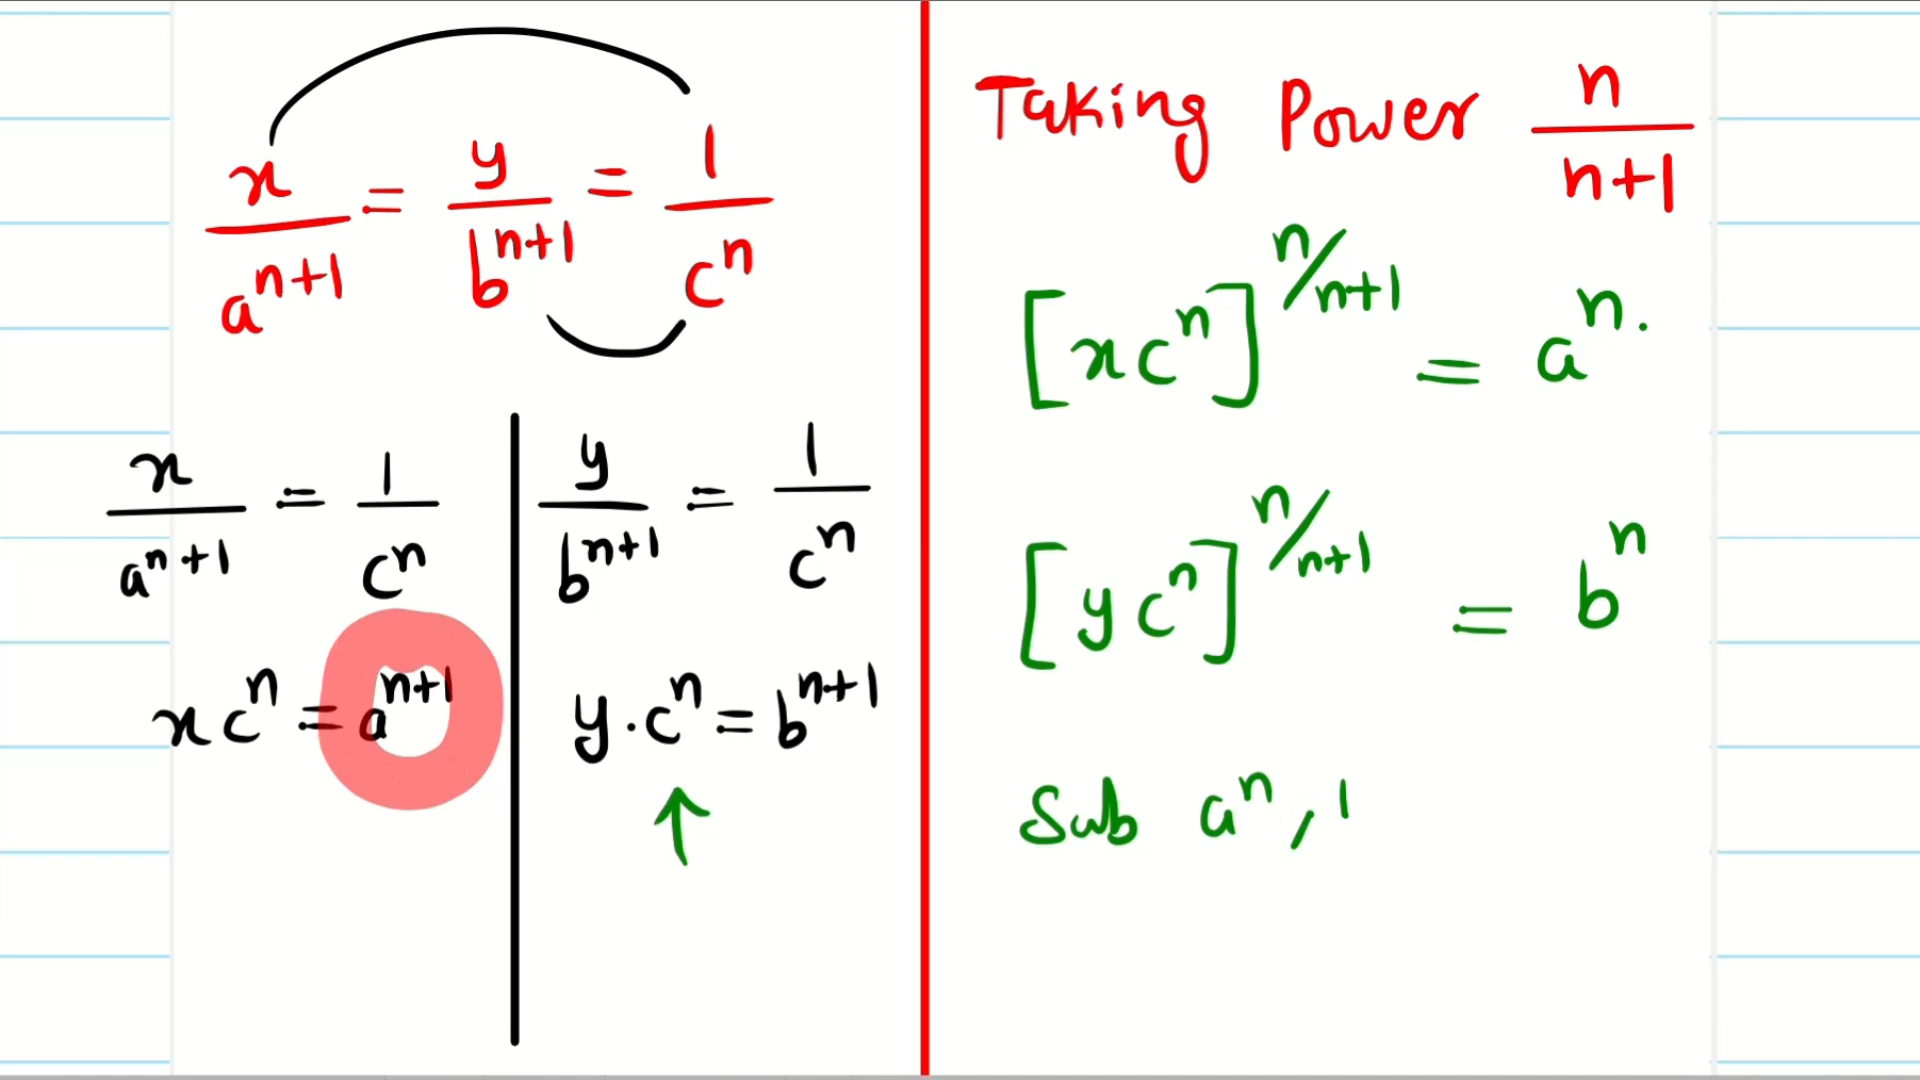 x/a^(n+1) = y/b^(n+1) = 1/c^n
x/a^(n+1) = 1/c^n
xc^n = a^(n+1)
y/b^(n+1) = 1/c^n
y·c^n = b^(n+1)
Taking Power n/(n+1)
[xc^n]^(n/n+1) = a^n.
[yc^n]^(n/n+1) = b^n
Sub a^n, l